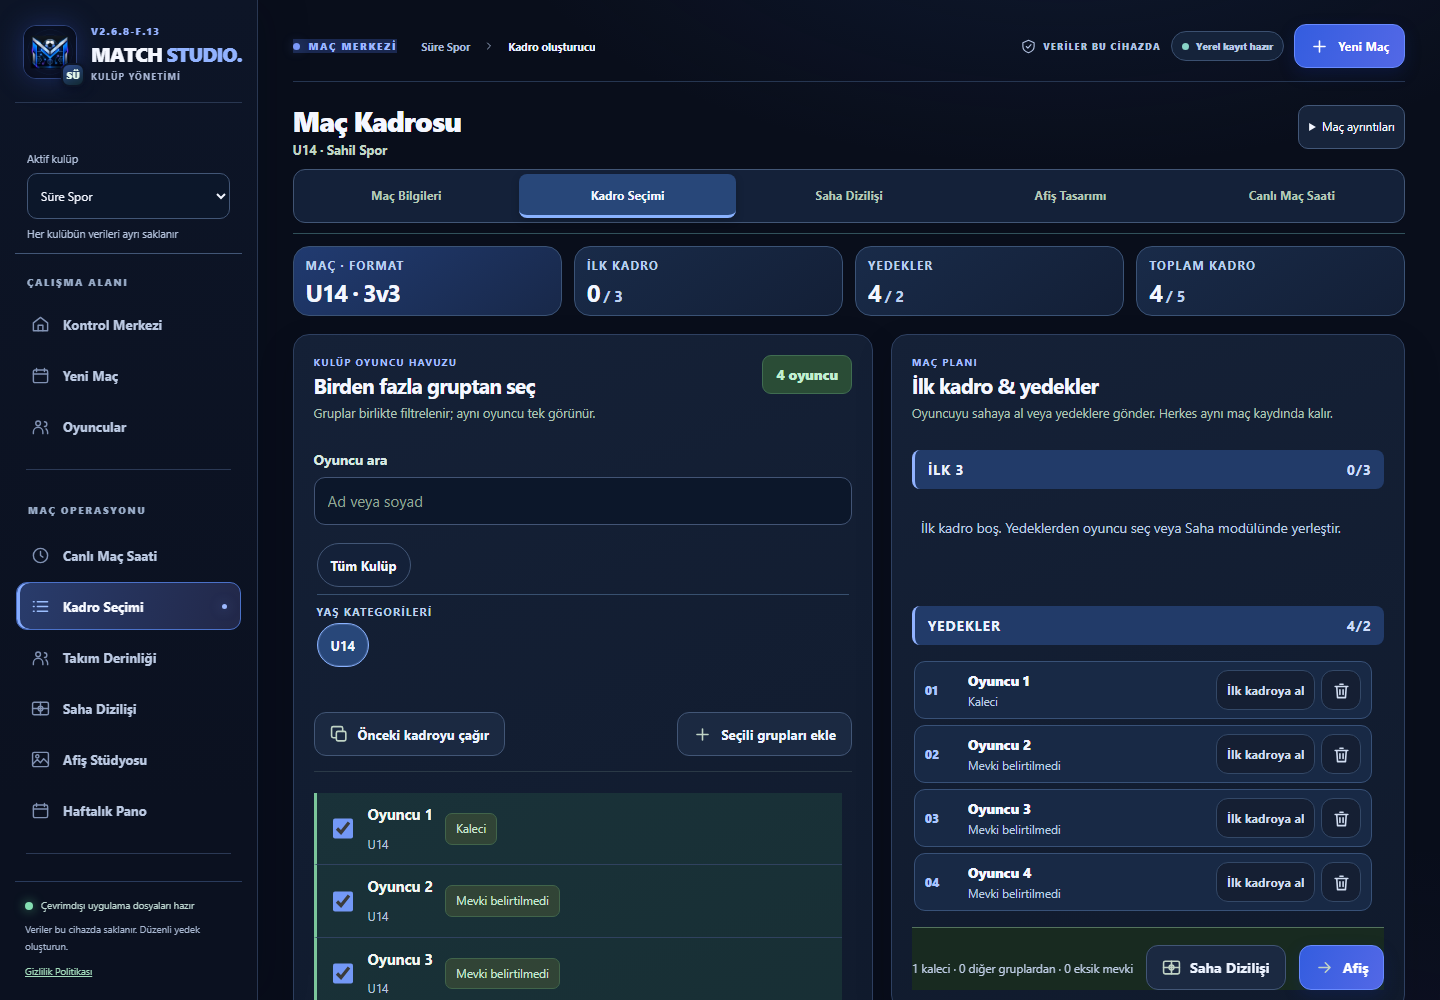 V2.6.8-F.13
MATCH STUDIO.
SÜ
KULÜP YÖNETİMİ
Aktif kulüp
Süre Spor
Her kulübün verileri ayrı saklanır
ÇALIŞMA ALANI
Kontrol Merkezi
Yeni Maç
Oyuncular
MAÇ OPERASYONU
Canlı Maç Saati
Kadro Seçimi
Takım Derinliği
Saha Dizilişi
Afiş Stüdyosu
Haftalık Pano
Çevrimdışı uygulama dosyaları hazır
Veriler bu cihazda saklanır. Düzenli yedek
oluşturun.
Gizlilik Politikası
MAÇ MERKEZİ
Süre Spor
Kadro oluşturucu
VERİLER BU CİHAZDA
Yerel kayıt hazır
Yeni Maç
Maç Kadrosu
U14 · Sahil Spor
Maç ayrıntıları
Maç Bilgileri
Kadro Seçimi
Saha Dizilişi
Afiş Tasarımı
Canlı Maç Saati
MAÇ · FORMAT
U14 · 3v3
İLK KADRO
0 / 3
YEDEKLER
4 / 2
TOPLAM KADRO
4 / 5
KULÜP OYUNCU HAVUZU
Birden fazla gruptan seç
Gruplar birlikte filtrelenir; aynı oyuncu tek görünür.
4 oyuncu
Oyuncu ara
Ad veya soyad
Tüm Kulüp
YAŞ KATEGORİLERİ
U14
Önceki kadroyu çağır
Seçili grupları ekle
Oyuncu 1
U14
Kaleci
Oyuncu 2
U14
Mevki belirtilmedi
Oyuncu 3
U14
Mevki belirtilmedi
MAÇ PLANI
İlk kadro & yedekler
Oyuncuyu sahaya al veya yedeklere gönder. Herkes aynı maç kaydında kalır.
İLK 3
0/3
İlk kadro boş. Yedeklerden oyuncu seç veya Saha modülünde yerleştir.
YEDEKLER
4/2
01
Oyuncu 1
Kaleci
İlk kadroya al
02
Oyuncu 2
Mevki belirtilmedi
İlk kadroya al
03
Oyuncu 3
Mevki belirtilmedi
İlk kadroya al
04
Oyuncu 4
Mevki belirtilmedi
İlk kadroya al
1 kaleci · 0 diğer gruplardan · 0 eksik mevki
Saha Dizilişi
Afiş